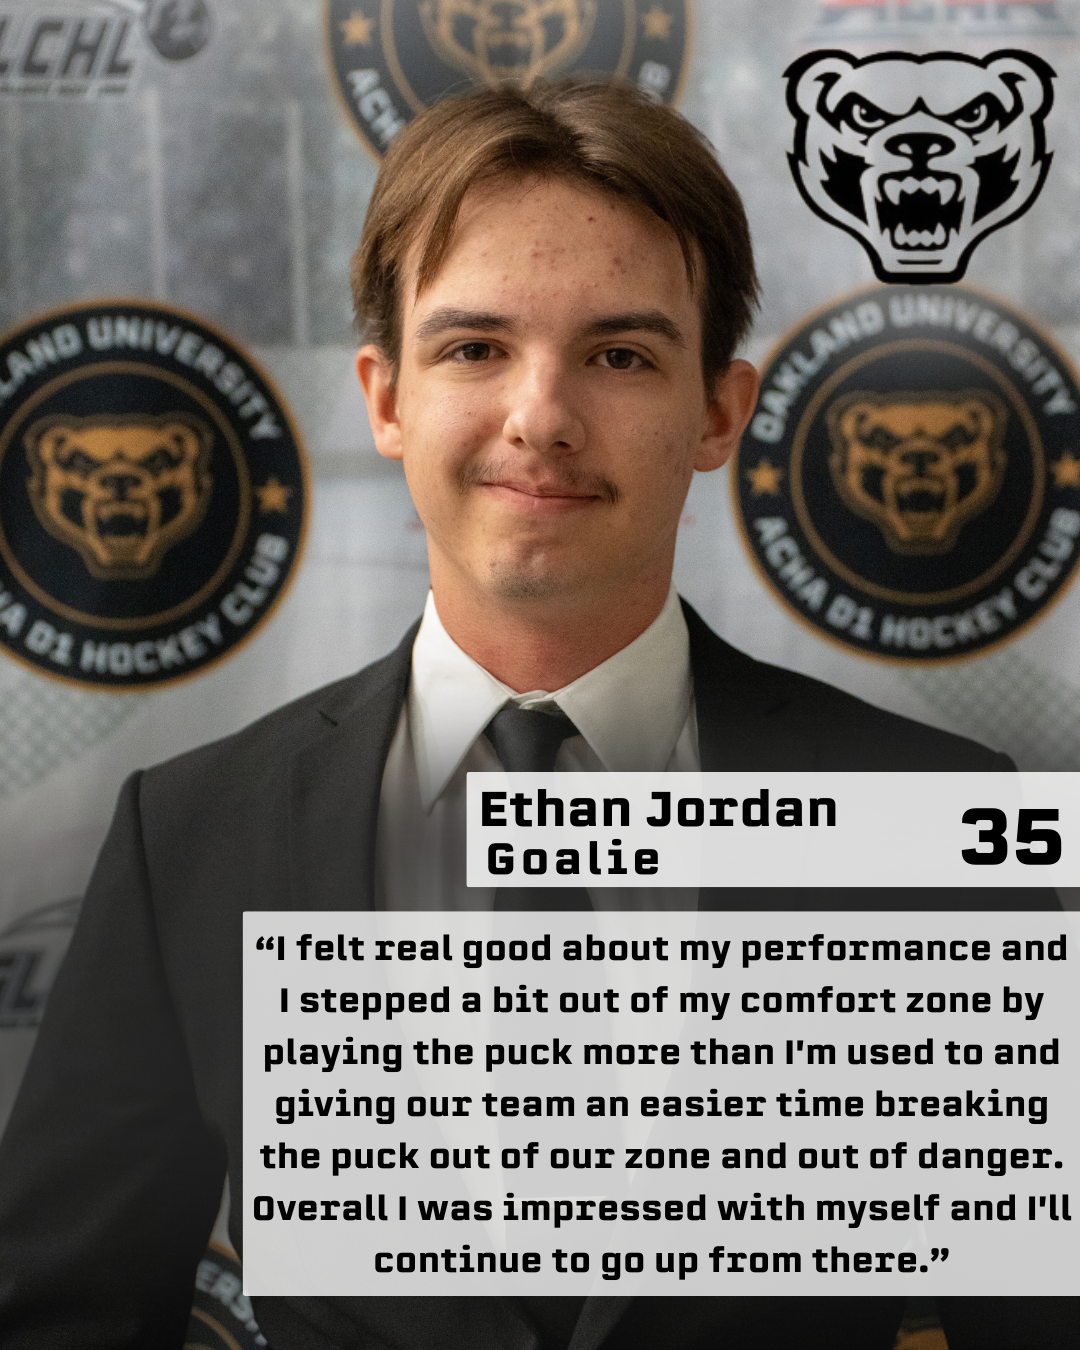 ACHA
OAKLAND UNIVERSITY
ACHA D1 HOCKEY CLUB
OAKLAND UNIVERSITY
ACHA D1 HOCKEY CLUB
Ethan Jordan
Goalie
35
“I felt real good about my performance and
I stepped a bit out of my comfort zone by
playing the puck more than I'm used to and
giving our team an easier time breaking
the puck out of our zone and out of danger.
Overall I was impressed with myself and I'll
continue to go up from there.”